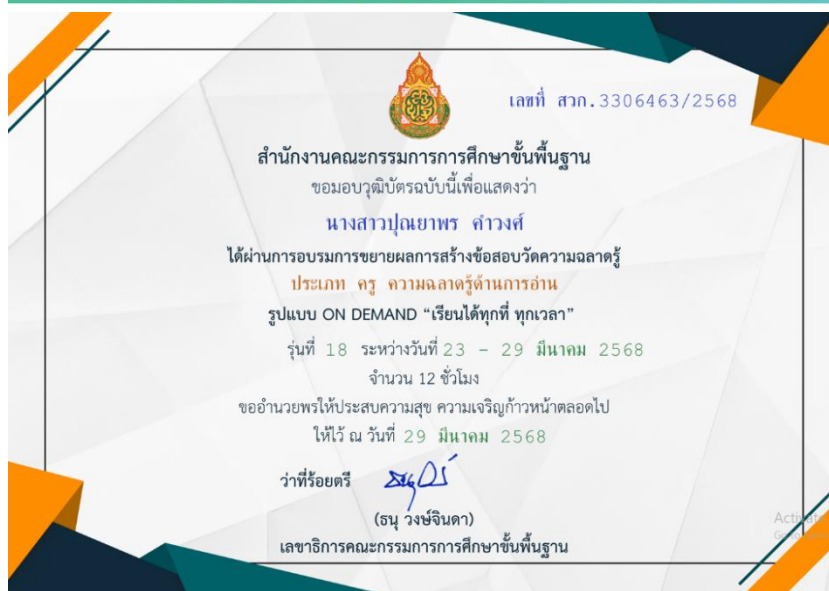 เลขที่ สวก.3306463/2568
สำนักงานคณะกรรมการการศึกษาขั้นพื้นฐาน
ขอมอบวุฒิบัตรฉบับนี้เพื่อแสดงว่า
นางสาวปุณยาพร คำวงศ์
ได้ผ่านการอบรมการขยายผลการสร้างข้อสอบวัดความฉลาดรู้
ประเภท ครู ความฉลาดรู้ด้านการอ่าน
รูปแบบ ON DEMAND “เรียนได้ทุกที่ ทุกเวลา”
รุ่นที่ 18 ระหว่างวันที่ 23 - 29 มีนาคม 2568
จำนวน 12 ชั่วโมง
ขออำนวยพรให้ประสบความสุข ความเจริญก้าวหน้าตลอดไป
ให้ไว้ ณ วันที่ 29 มีนาคม 2568
ว่าที่ร้อยตรี
(ธนุ วงษ์จินดา)
เลขาธิการคณะกรรมการการศึกษาขั้นพื้นฐาน